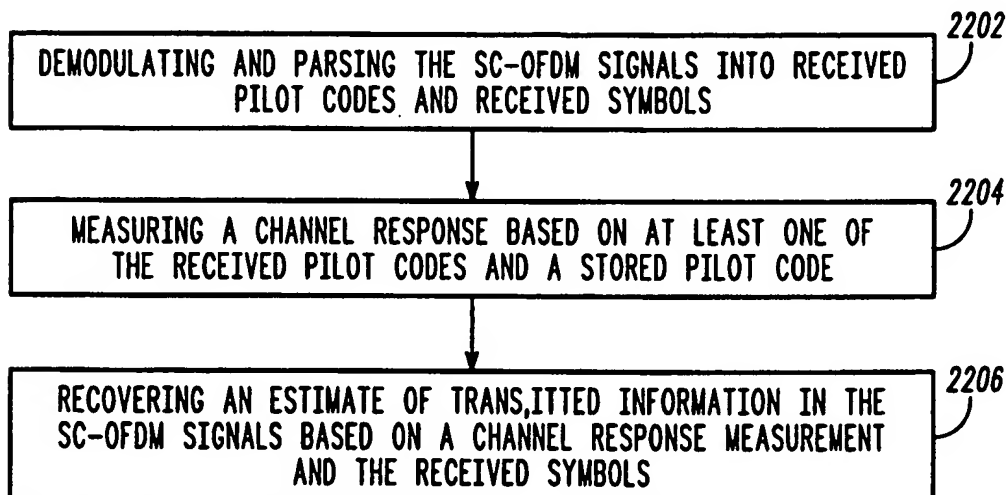 2202
DEMODULATING AND PARSING THE SC-OFDM SIGNALS INTO RECEIVED
PILOT CODES AND RECEIVED SYMBOLS
2204
MEASURING A CHANNEL RESPONSE BASED ON AT LEAST ONE OF
THE RECEIVED PILOT CODES AND A STORED PILOT CODE
2206
RECOVERING AN ESTIMATE OF TRANS,ITTED INFORMATION IN THE
SC-OFDM SIGNALS BASED ON A CHANNEL RESPONSE MEASUREMENT
AND THE RECEIVED SYMBOLS